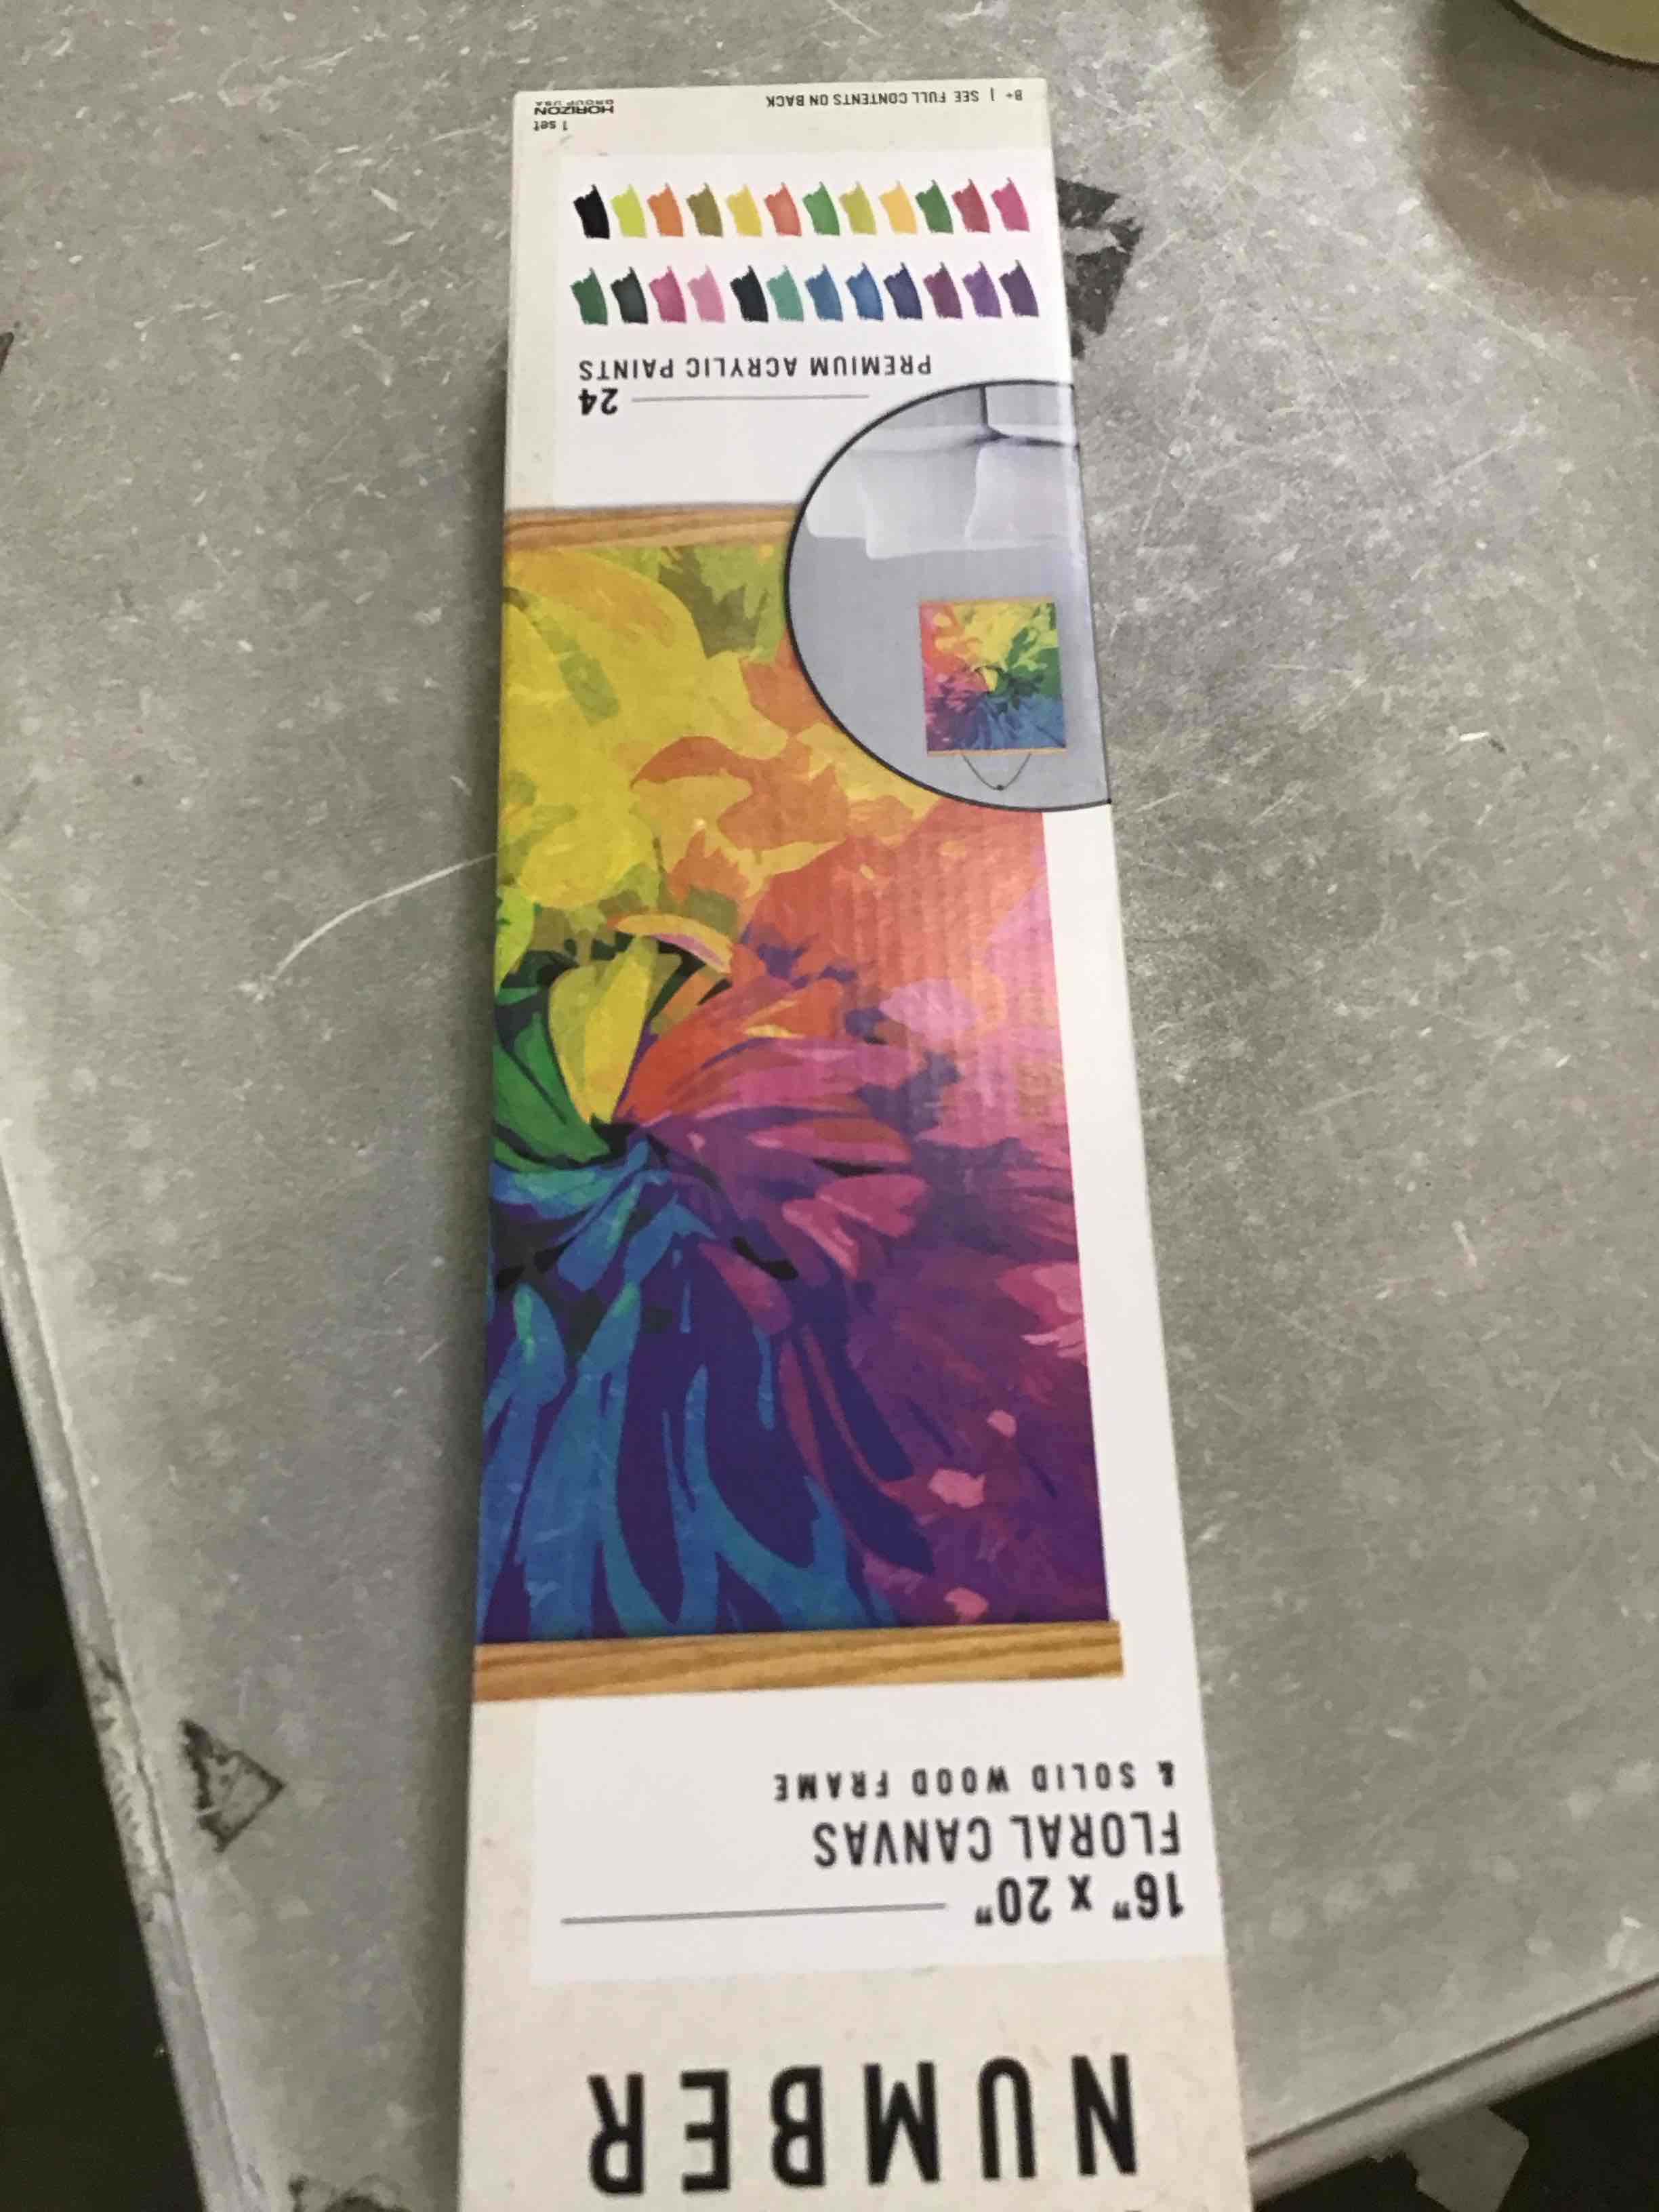 NUMBER
16" x 20"
FLORAL CANVAS
& SOLID WOOD FRAME
24
PREMIUM ACRYLIC PAINTS
8+ | SEE FULL CONTENTS ON BACK
1 set
HORIZON
GROUP USA